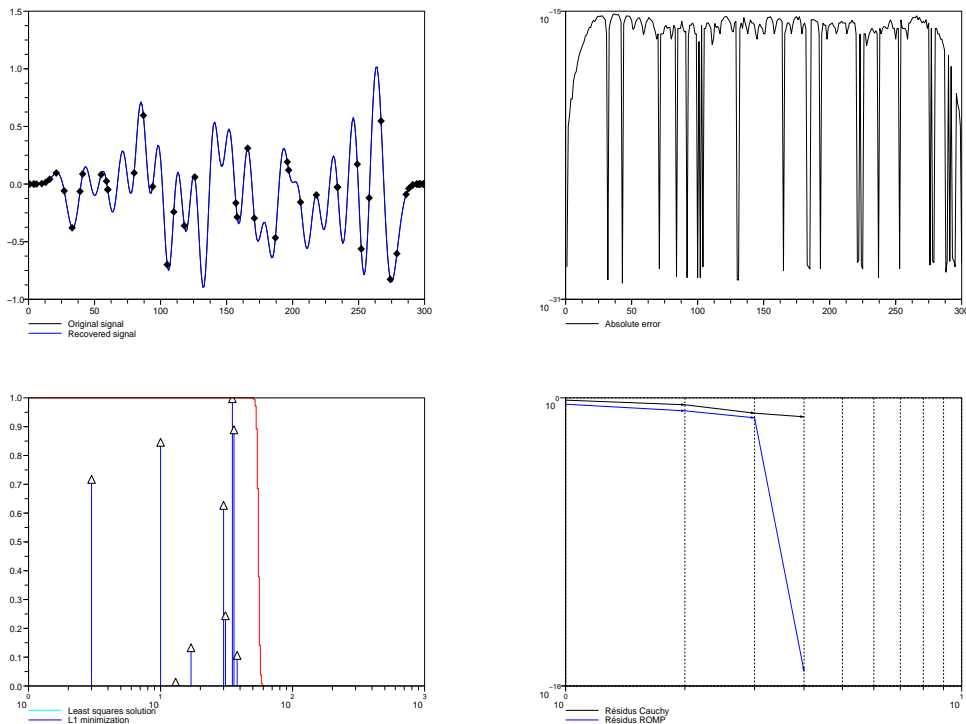 1.5
1.0
0.5
0.0
−0.5
−1.0
0 50 100 150 200 250 300
Original signal
Recovered signal
10 −15
10 −31
0 50 100 150 200 250 300
Absolute error
1.0
0.9
0.8
0.7
0.6
0.5
0.4
0.3
0.2
0.1
0.0
10 0 10 1 10 2 10 3
Least squares solution
L1 minimization
10 0
10 −16
10 0 10 1
Résidus Cauchy
Résidus ROMP